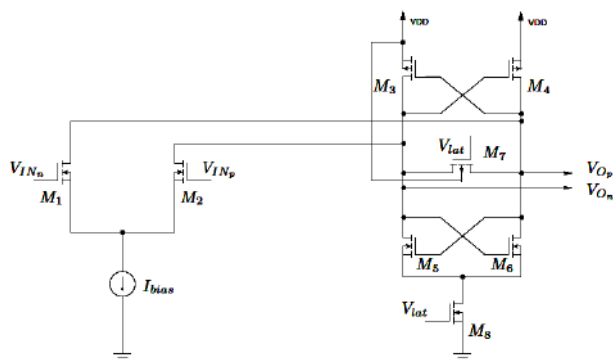 VDD
VDD
M3
M4
Vlat
M7
VINn
VINp
VOp
VOn
M1
M2
M5
M6
Ibias
Vlat
M8